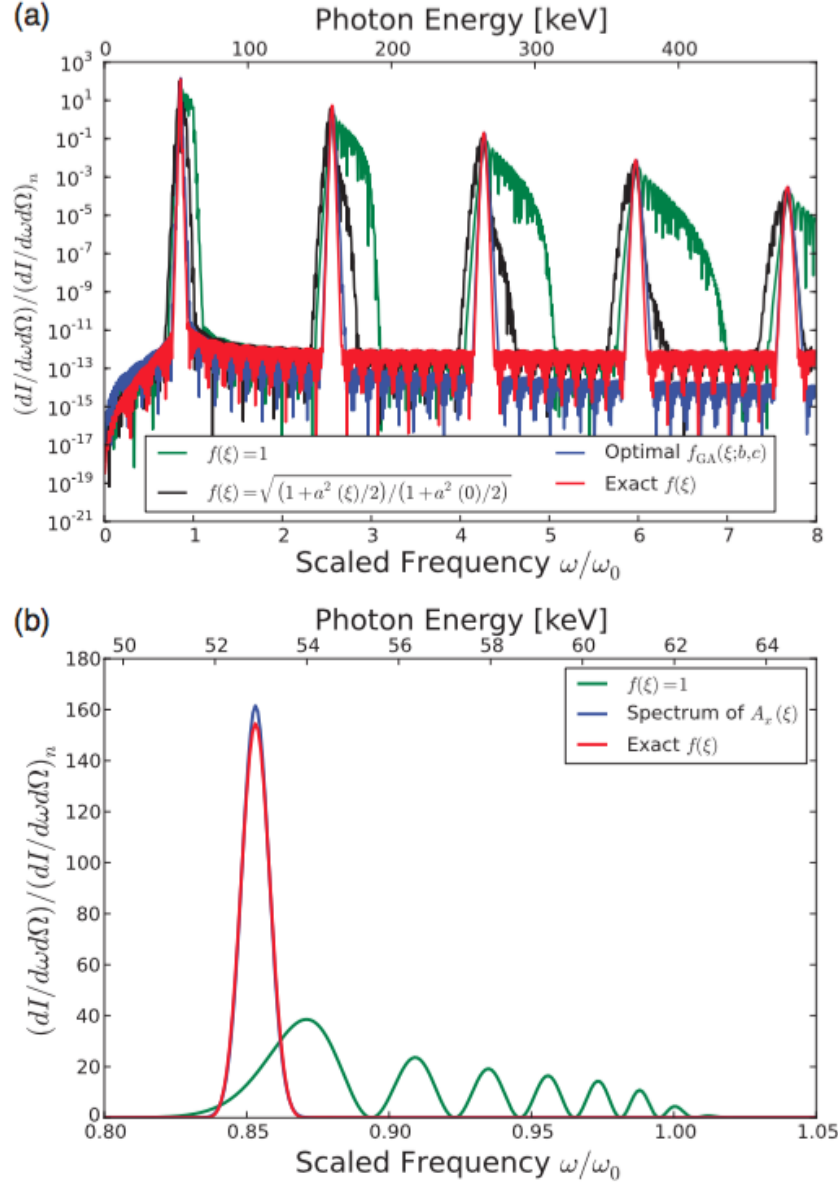 (a)
Photon Energy [keV]
0 100 200 300 400
10^3
10^1
10^-1
10^-3
10^-5
10^-7
10^-9
10^-11
10^-13
10^-15
10^-17
10^-19
10^-21
(dI/dωdΩ)/(dI/dωdΩ)_n
f(ξ)=1
f(ξ)=√(1+a²(ξ)/2)/(1+a²(0)/2)
Optimal f_GA(ξ;b,c)
Exact f(ξ)
0 1 2 3 4 5 6 7 8
Scaled Frequency ω/ω₀
(b)
Photon Energy [keV]
50 52 54 56 58 60 62 64
180
160
140
120
100
80
60
40
20
0
(dI/dωdΩ)/(dI/dωdΩ)_n
f(ξ)=1
Spectrum of A_x(ξ)
Exact f(ξ)
0.80 0.85 0.90 0.95 1.00 1.05
Scaled Frequency ω/ω₀